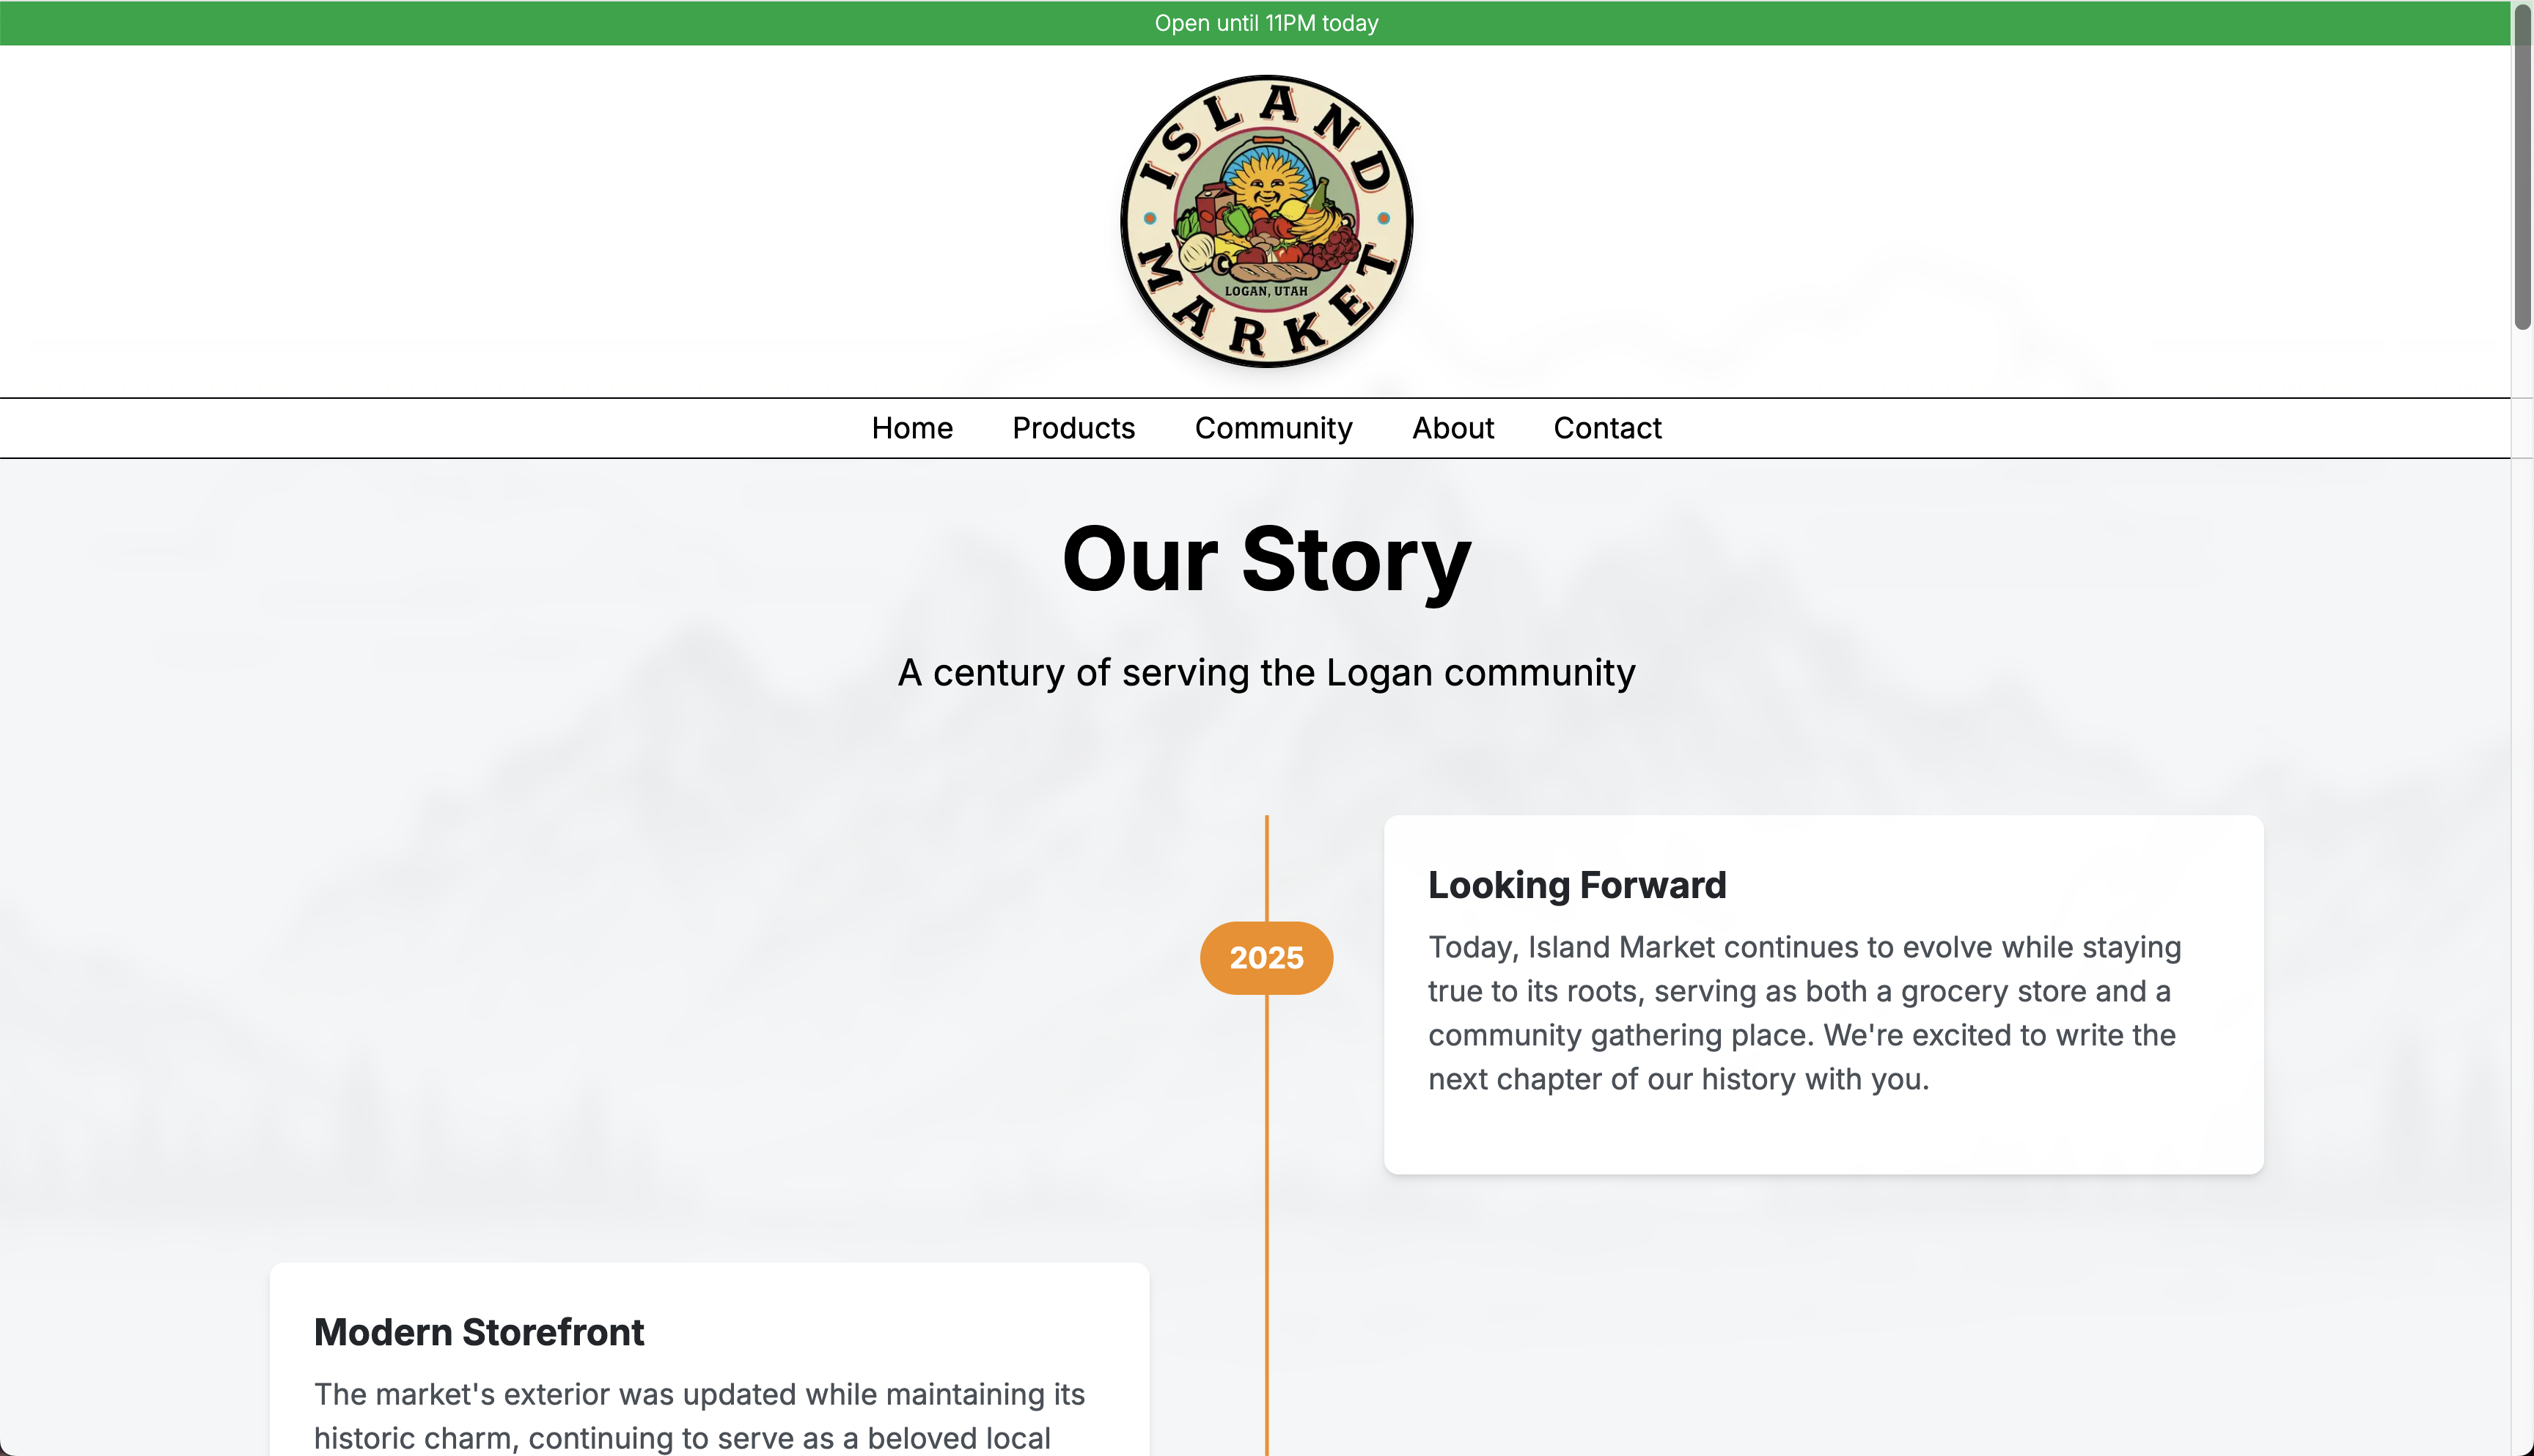 Open until 11PM today
ISLAND
MARKET
LOGAN, UTAH
Home Products Community About Contact
Our Story
A century of serving the Logan community
2025
Looking Forward
Today, Island Market continues to evolve while staying
true to its roots, serving as both a grocery store and a
community gathering place. We're excited to write the
next chapter of our history with you.
Modern Storefront
The market's exterior was updated while maintaining its
historic charm, continuing to serve as a beloved local